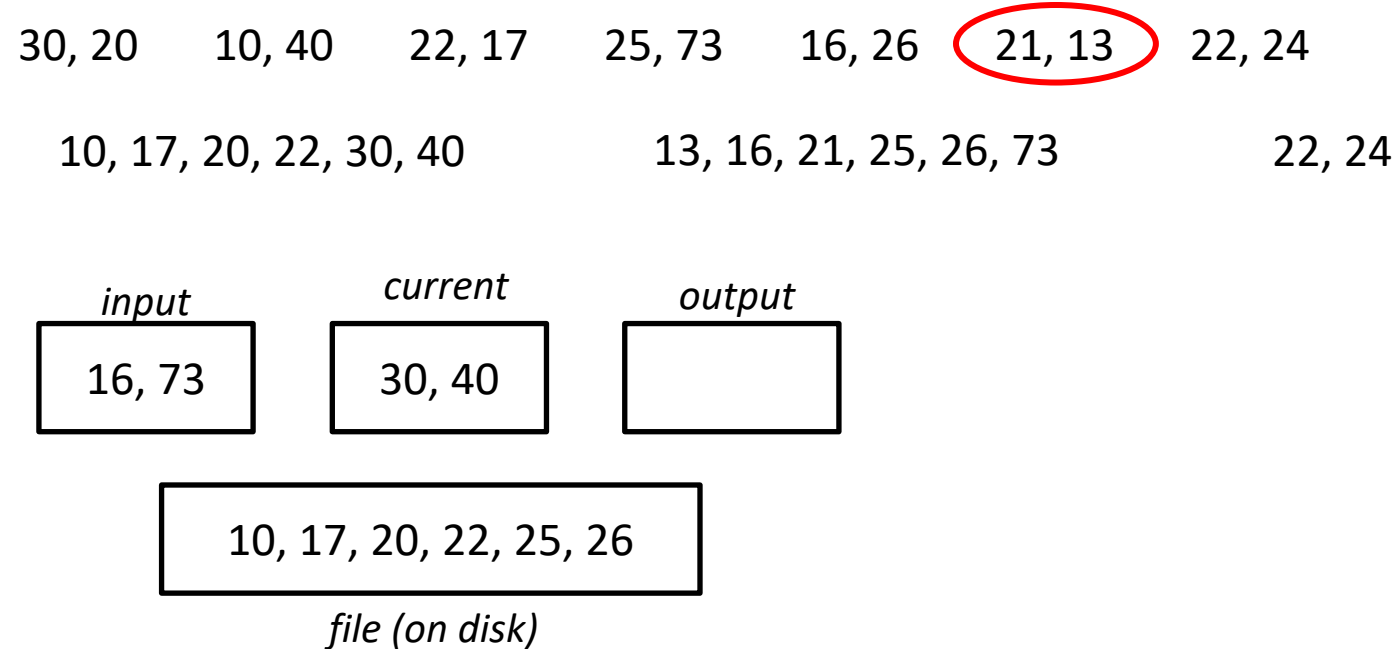 30, 20 10, 40 22, 17 25, 73 16, 26 21, 13 22, 24
10, 17, 20, 22, 30, 40 13, 16, 21, 25, 26, 73 22, 24
input current output
16, 73 30, 40
10, 17, 20, 22, 25, 26
file (on disk)